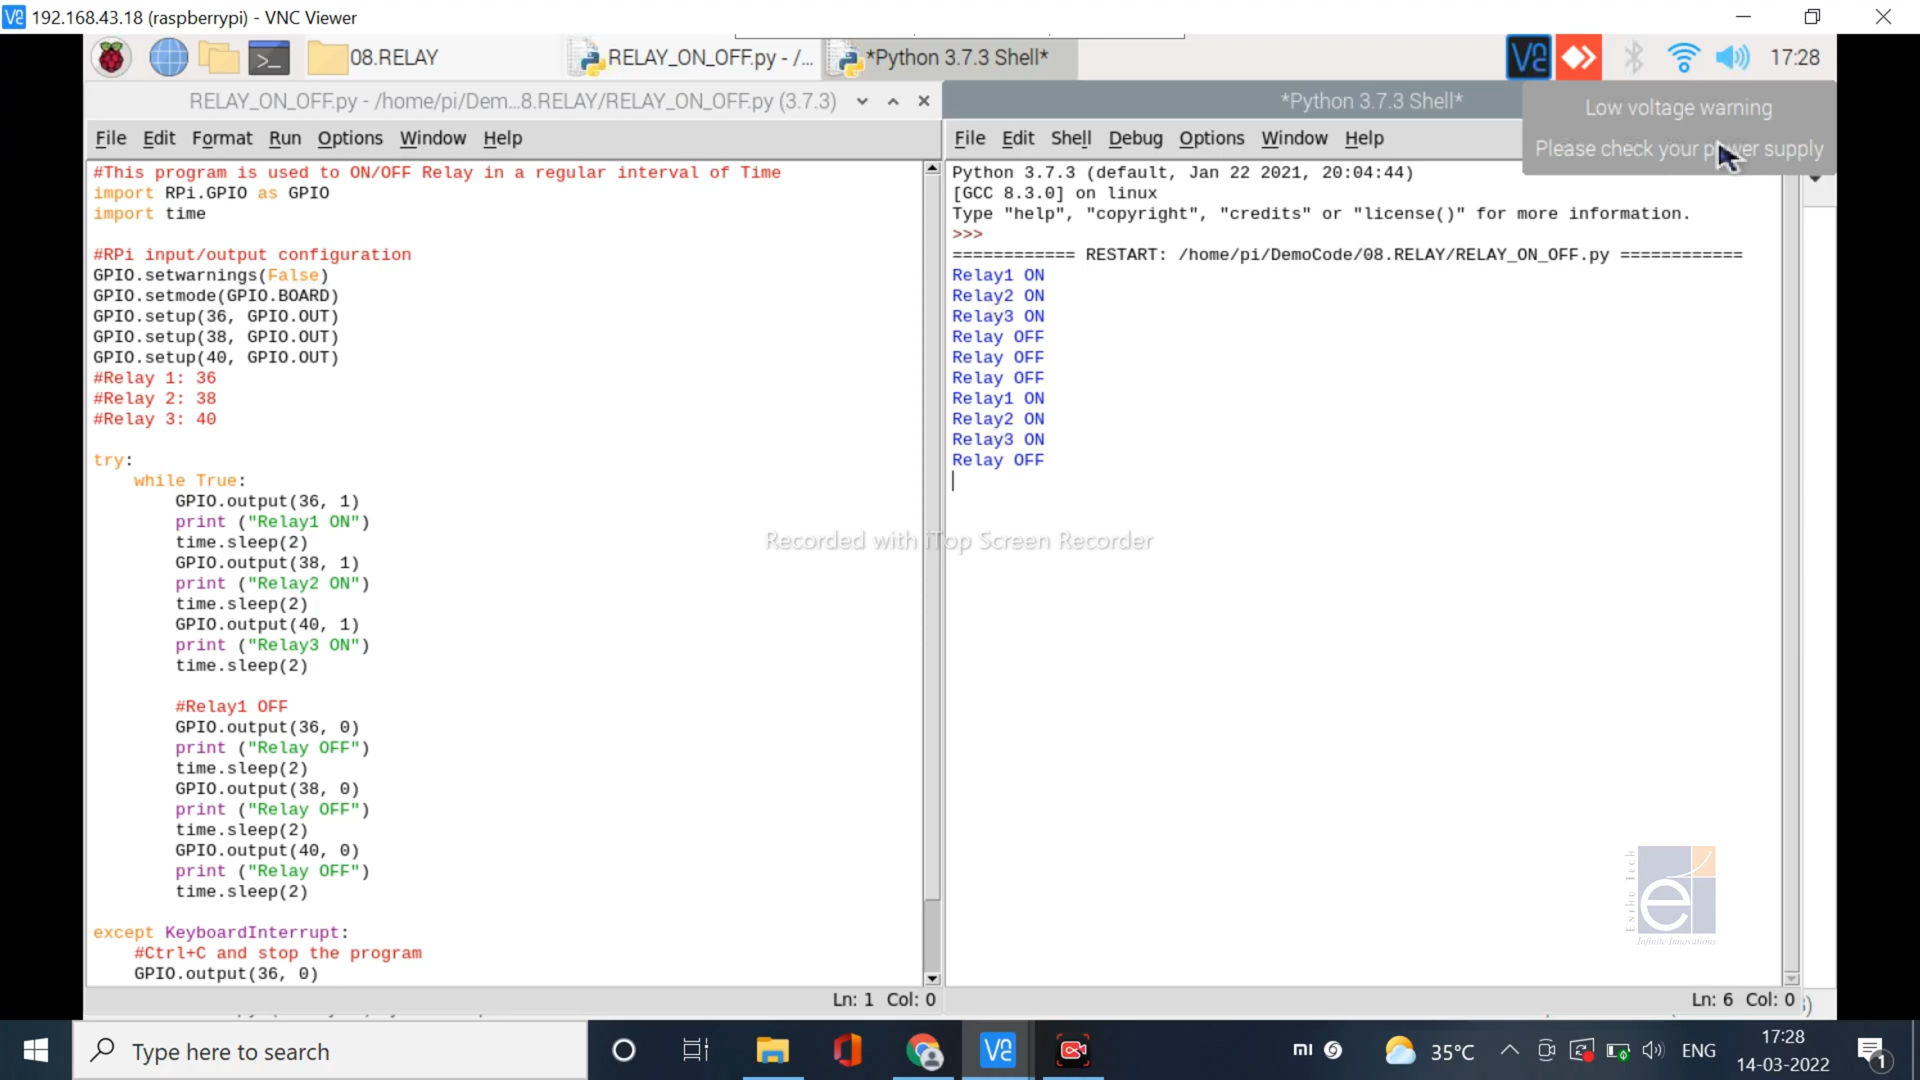 192.168.43.18 (raspberrypi) - VNC Viewer
08.RELAY
RELAY_ON_OFF.py - /...
*Python 3.7.3 Shell*
17:28
RELAY_ON_OFF.py - /home/pi/Dem...8.RELAY/RELAY_ON_OFF.py (3.7.3)
File Edit Format Run Options Window Help
#This program is used to ON/OFF Relay in a regular interval of Time
import RPi.GPIO as GPIO
import time
#RPi input/output configuration
GPIO.setwarnings(False)
GPIO.setmode(GPIO.BOARD)
GPIO.setup(36, GPIO.OUT)
GPIO.setup(38, GPIO.OUT)
GPIO.setup(40, GPIO.OUT)
#Relay 1: 36
#Relay 2: 38
#Relay 3: 40
try:
while True:
GPIO.output(36, 1)
print ("Relay1 ON")
time.sleep(2)
GPIO.output(38, 1)
print ("Relay2 ON")
time.sleep(2)
GPIO.output(40, 1)
print ("Relay3 ON")
time.sleep(2)
#Relay1 OFF
GPIO.output(36, 0)
print ("Relay OFF")
time.sleep(2)
GPIO.output(38, 0)
print ("Relay OFF")
time.sleep(2)
GPIO.output(40, 0)
print ("Relay OFF")
time.sleep(2)
except KeyboardInterrupt:
#Ctrl+C and stop the program
GPIO.output(36, 0)
Ln: 1 Col: 0
*Python 3.7.3 Shell*
Low voltage warning
Please check your power supply
File Edit Shell Debug Options Window Help
Python 3.7.3 (default, Jan 22 2021, 20:04:44)
[GCC 8.3.0] on linux
Type "help", "copyright", "credits" or "license()" for more information.
>>>
============ RESTART: /home/pi/DemoCode/08.RELAY/RELAY_ON_OFF.py ============
Relay1 ON
Relay2 ON
Relay3 ON
Relay OFF
Relay OFF
Relay OFF
Relay1 ON
Relay2 ON
Relay3 ON
Relay OFF
Recorded with iTop Screen Recorder
Enthu Tech
Infinite Innovations
Ln: 6 Col: 0
Type here to search
35°C
ENG
17:28
14-03-2022
1